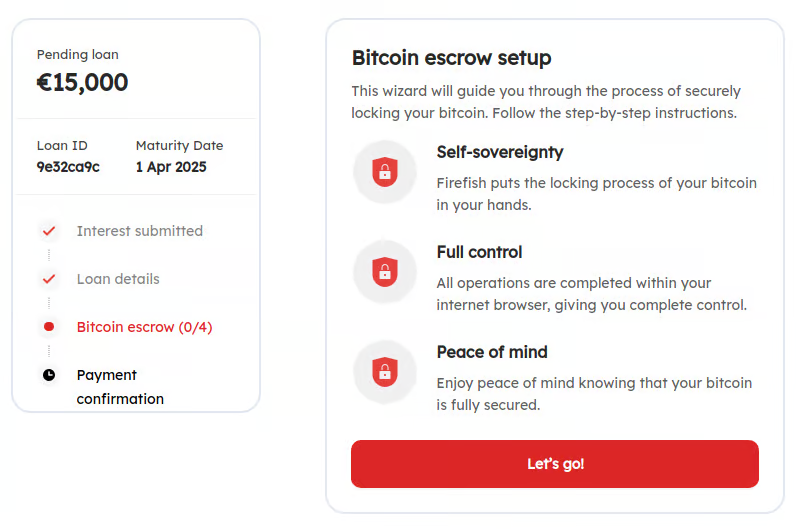 Pending loan
€15,000
Loan ID
Maturity Date
9e32ca9c
1 Apr 2025
Interest submitted
Loan details
Bitcoin escrow (0/4)
Payment
confirmation
Bitcoin escrow setup
This wizard will guide you through the process of securely
locking your bitcoin. Follow the step-by-step instructions.
Self-sovereignty
Firefish puts the locking process of your bitcoin
in your hands.
Full control
All operations are completed within your
internet browser, giving you complete control.
Peace of mind
Enjoy peace of mind knowing that your bitcoin
is fully secured.
Let's go!